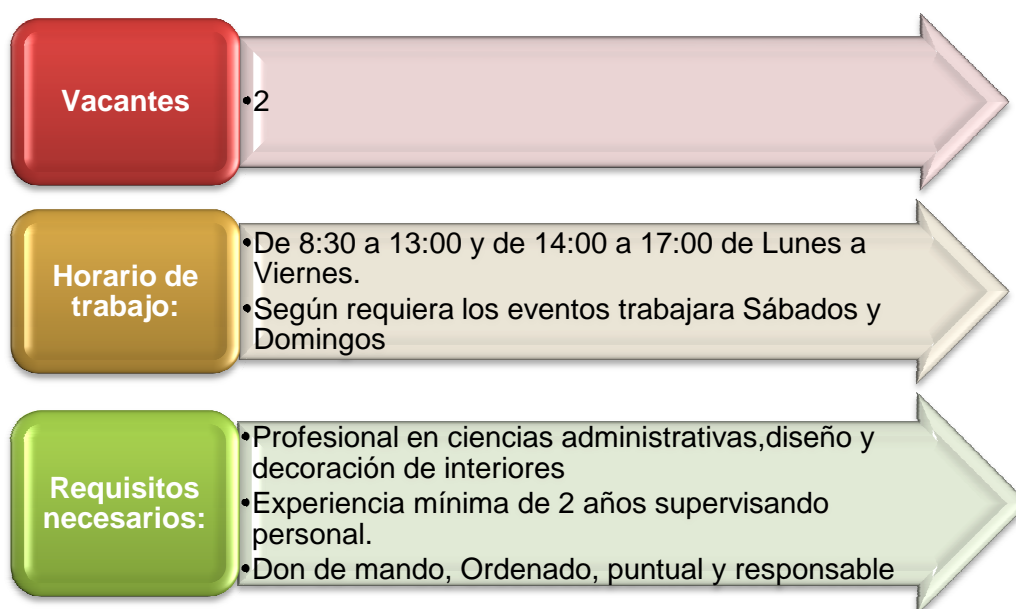 Vacantes
•2
Horario de
trabajo:
•De 8:30 a 13:00 y de 14:00 a 17:00 de Lunes a
Viernes.
•Según requiera los eventos trabajara Sábados y
Domingos
Requisitos
necesarios:
•Profesional en ciencias administrativas,diseño y
decoración de interiores
•Experiencia mínima de 2 años supervisando
personal.
•Don de mando, Ordenado, puntual y responsable